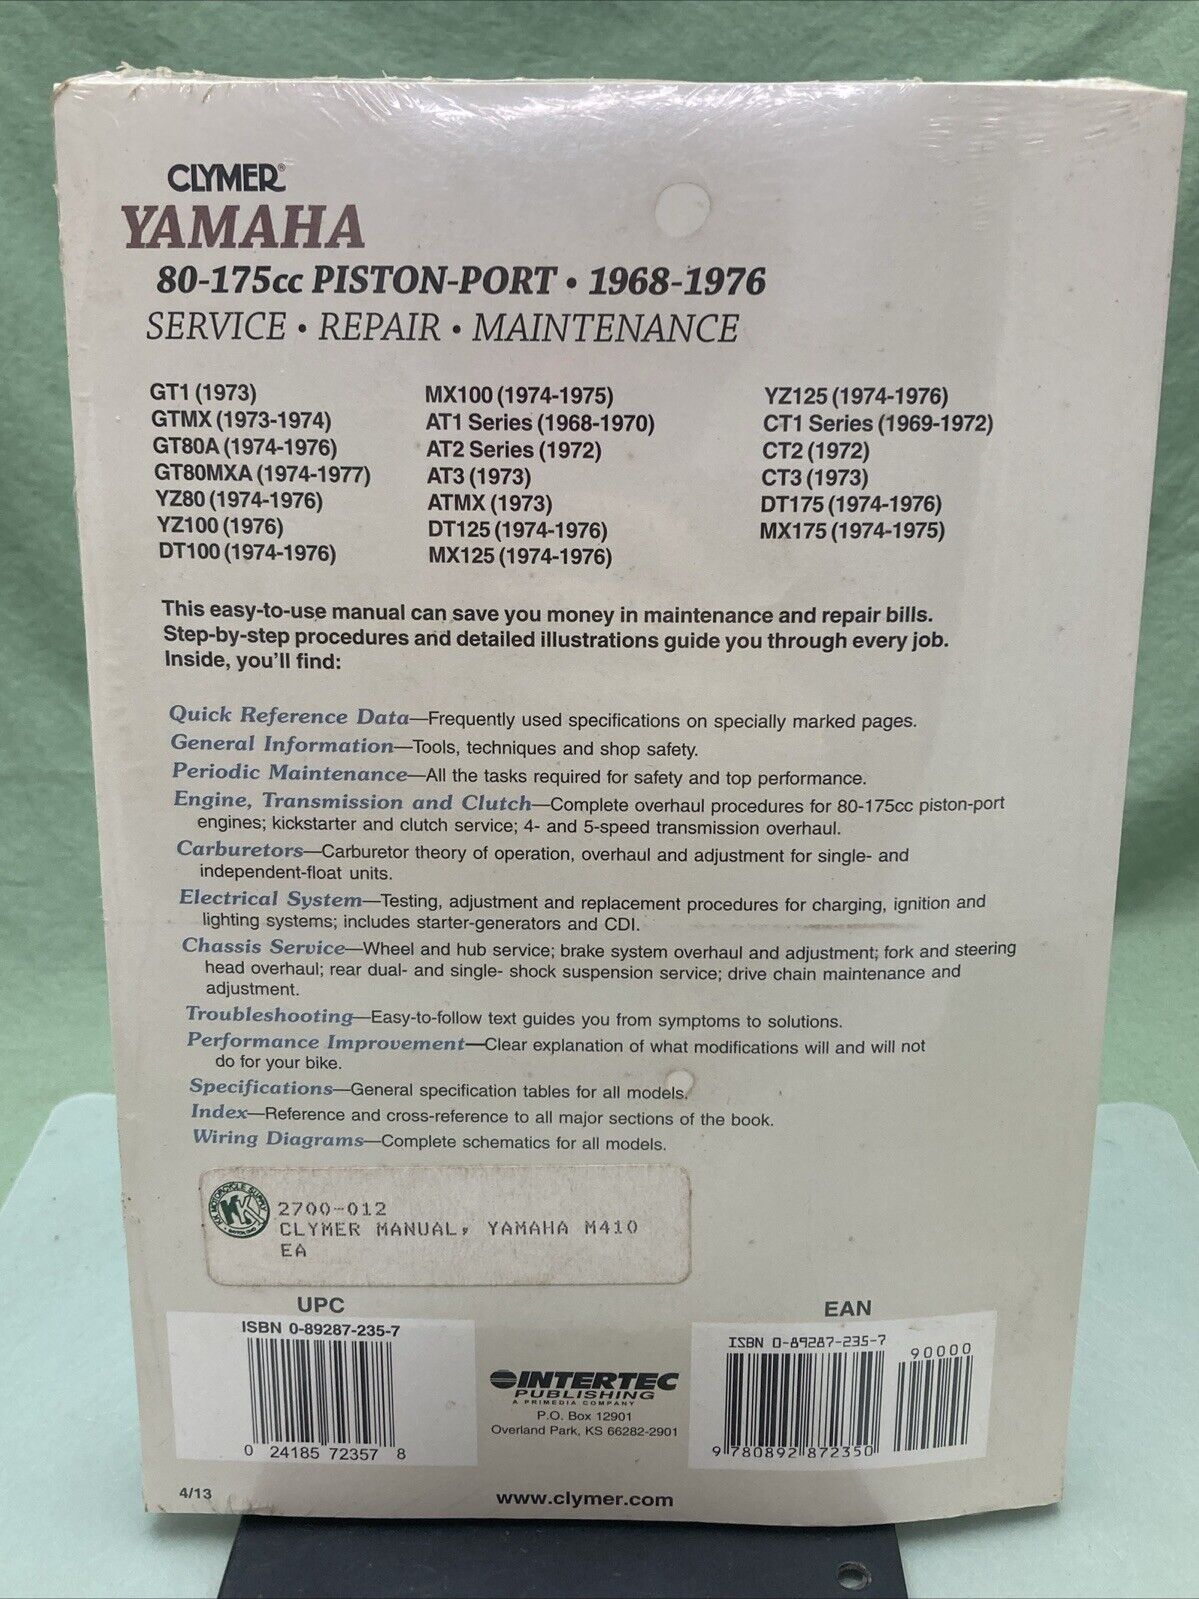 CLYMER®
YAMAHA
80-175cc PISTON-PORT • 1968-1976
SERVICE • REPAIR • MAINTENANCE
GT1 (1973)
GTMX (1973-1974)
GT80A (1974-1976)
GT80MXA (1974-1977)
YZ80 (1974-1976)
YZ100 (1976)
DT100 (1974-1976)
MX100 (1974-1975)
AT1 Series (1968-1970)
AT2 Series (1972)
AT3 (1973)
ATMX (1973)
DT125 (1974-1976)
MX125 (1974-1976)
YZ125 (1974-1976)
CT1 Series (1969-1972)
CT2 (1972)
CT3 (1973)
DT175 (1974-1976)
MX175 (1974-1975)
This easy-to-use manual can save you money in maintenance and repair bills.
Step-by-step procedures and detailed illustrations guide you through every job.
Inside, you'll find:
Quick Reference Data—Frequently used specifications on specially marked pages.
General Information—Tools, techniques and shop safety.
Periodic Maintenance—All the tasks required for safety and top performance.
Engine, Transmission and Clutch—Complete overhaul procedures for 80-175cc piston-port
engines; kickstarter and clutch service; 4- and 5-speed transmission overhaul.
Carburetors—Carburetor theory of operation, overhaul and adjustment for single- and
independent-float units.
Electrical System—Testing, adjustment and replacement procedures for charging, ignition and
lighting systems; includes starter-generators and CDI.
Chassis Service—Wheel and hub service; brake system overhaul and adjustment; fork and steering
head overhaul; rear dual- and single- shock suspension service; drive chain maintenance and
adjustment.
Troubleshooting—Easy-to-follow text guides you from symptoms to solutions.
Performance Improvement—Clear explanation of what modifications will and will not
do for your bike.
Specifications—General specification tables for all models.
Index—Reference and cross-reference to all major sections of the book.
Wiring Diagrams—Complete schematics for all models.
KK MOTORCYCLE SUPPLY
KK
2700-012
CLYMER MANUAL, YAMAHA M410
EA
UPC
ISBN 0-89287-235-7
0 24185 72357 8
INTERTEC
PUBLISHING
A PRIMEDIA COMPANY
P.O. Box 12901
Overland Park, KS 66282-2901
EAN
ISBN 0-89287-235-7
90000
9 780892 872350
4/13
www.clymer.com